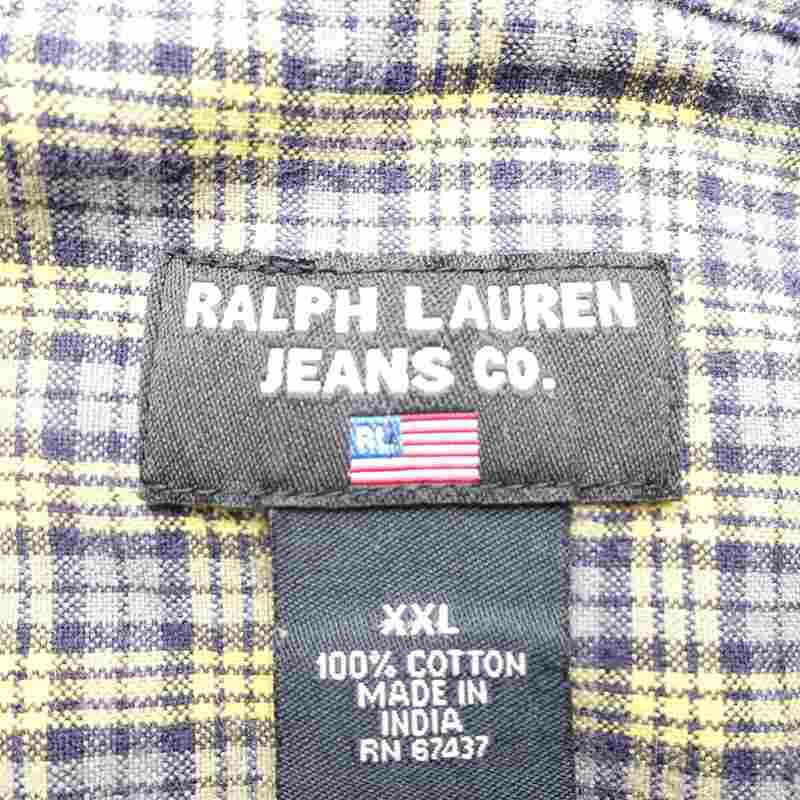 RALPH LAUREN
JEANS CO.
RL
XXL
100% COTTON
MADE IN
INDIA
RN 67437